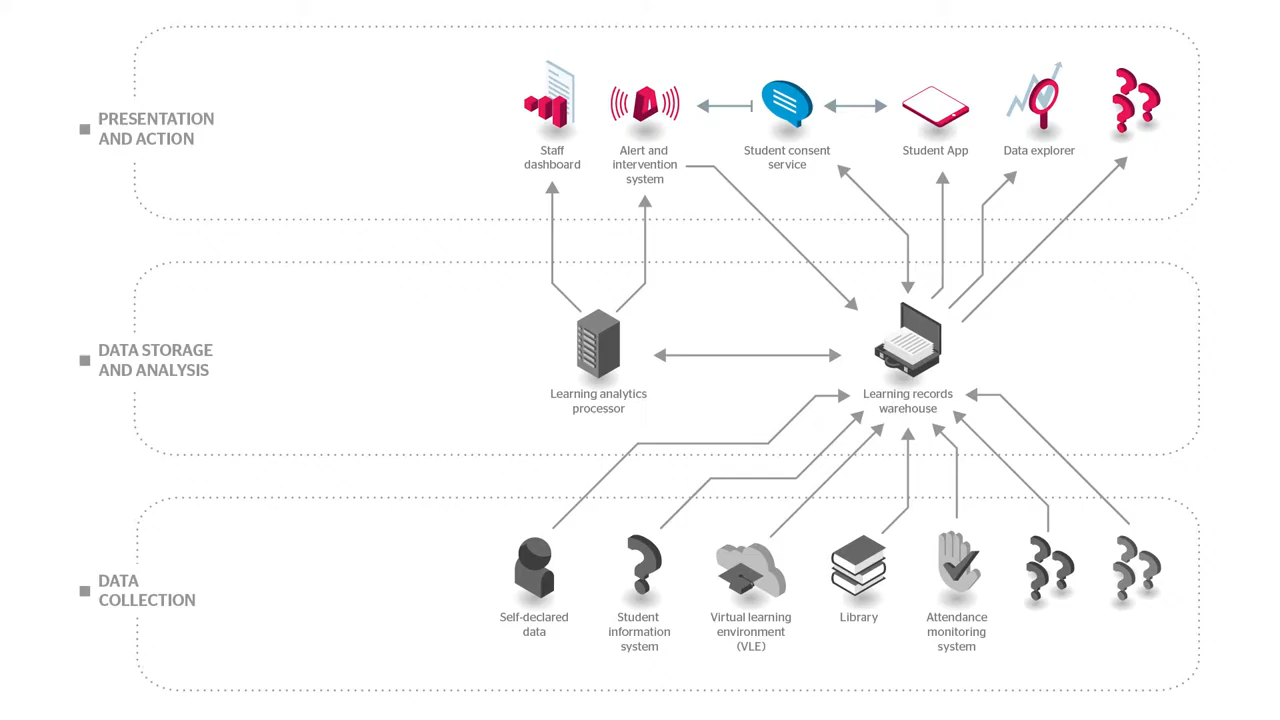 PRESENTATION
AND ACTION
Staff
dashboard
Alert and
intervention
system
Student consent
service
Student App
Data explorer
DATA STORAGE
AND ANALYSIS
Learning analytics
processor
Learning records
warehouse
DATA
COLLECTION
Self-declared
data
Student
information
system
Virtual learning
environment
(VLE)
Library
Attendance
monitoring
system